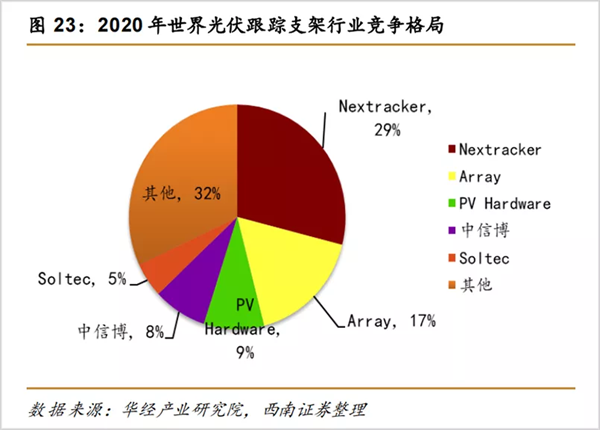 图 23：2020 年世界光伏跟踪支架行业竞争格局
Nextracker,
29%
其他, 32%
Soltec, 5%
中信博, 8%
PV
Hardware,
9%
Array, 17%
Nextracker
Array
PV Hardware
中信博
Soltec
其他
数据来源：华经产业研究院，西南证券整理